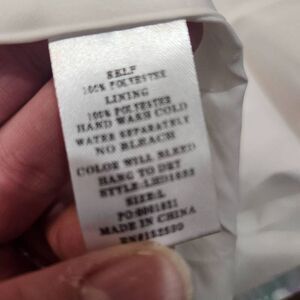 SELF
100% POLYESTER
LINING
100% POLYESTER
HAND WASH COLD
WATER SEPARATELY
NO BLEACH
COLOR WILL BLEED
HANG TO DRY
SIZE:L
MADE IN CHINA